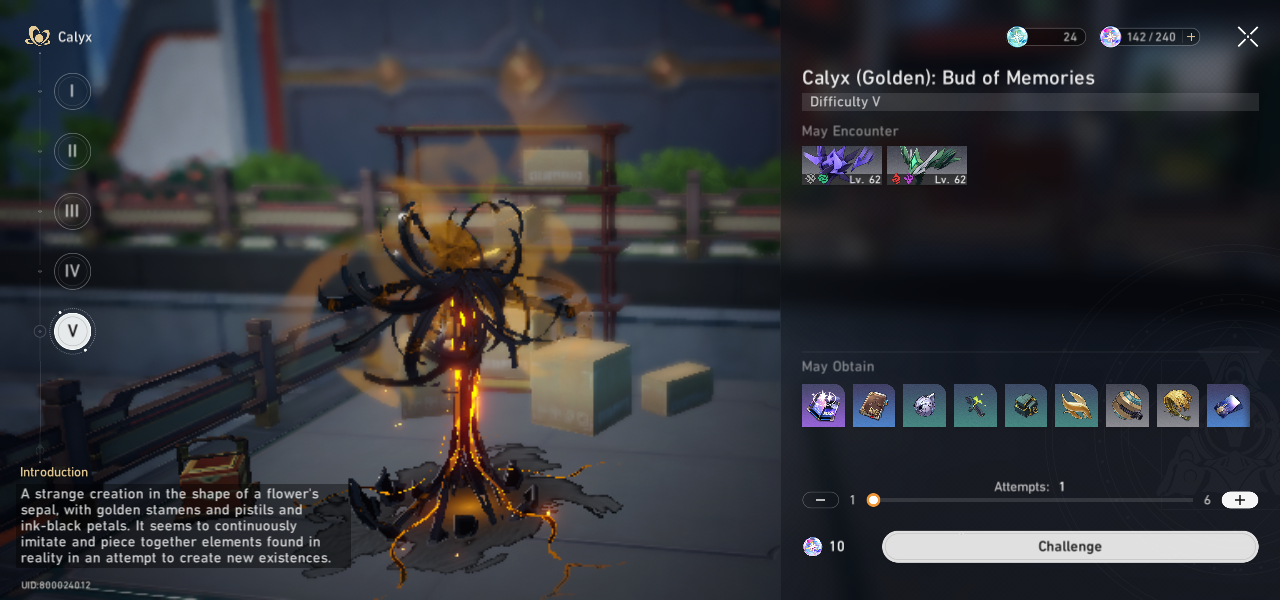 Calyx
24
142/240
I
II
III
IV
V
Calyx (Golden): Bud of Memories
Difficulty V
May Encounter
Lv. 62
Lv. 62
May Obtain
Attempts: 1
1
6
10
Challenge
Introduction
A strange creation in the shape of a flower's
sepal, with golden stamens and pistils and
ink-black petals. It seems to continuously
imitate and piece together elements found in
reality in an attempt to create new existences.
UID:800024012